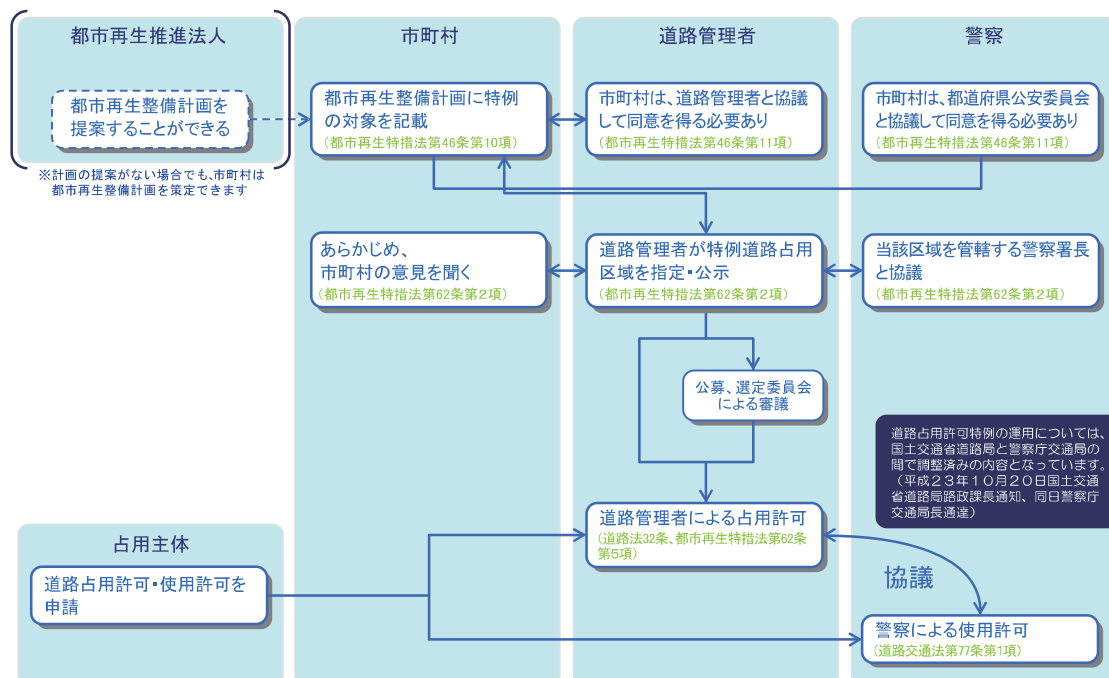 都市再生推進法人
市町村
道路管理者
警察
都市再生整備計画を
提案することができる
※計画の提案がない場合でも、市町村は
都市再生整備計画を策定できます
都市再生整備計画に特例
の対象を記載
(都市再生特措法第46条第10項)
市町村は、道路管理者と協議
して同意を得る必要あり
(都市再生特措法第46条第11項)
市町村は、都道府県公安委員会
と協議して同意を得る必要あり
(都市再生特措法第46条第11項)
あらかじめ、
市町村の意見を聞く
(都市再生特措法第62条第2項)
道路管理者が特例道路占用
区域を指定・公示
(都市再生特措法第62条第2項)
当該区域を管轄する警察署長
と協議
(都市再生特措法第62条第2項)
公募、選定委員会
による審議
道路占用許可特例の運用については、
国土交通省道路局と警察庁交通局の
間で調整済みの内容となっています。
(平成23年10月20日国土交通
省道路局路政課長通知、同日警察庁
交通局長通達)
道路管理者による占用許可
(道路法32条、都市再生特措法第62条
第5項)
占用主体
道路占用許可・使用許可を
申請
協議
警察による使用許可
(道路交通法第77条第1項)